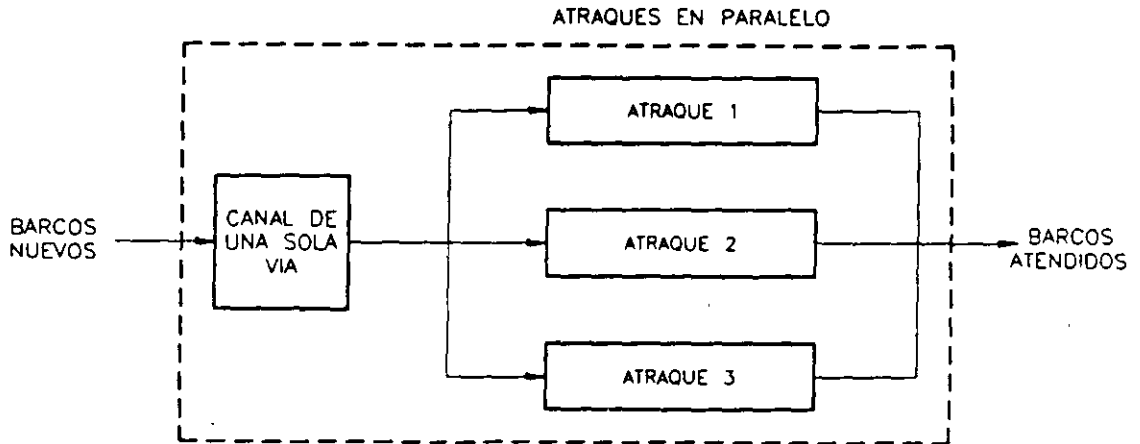 ATRAQUES EN PARALELO
ATRAQUE 1
BARCOS
NUEVOS
CANAL DE
UNA SOLA
VIA
ATRAQUE 2
BARCOS
ATENDIDOS
ATRAQUE 3